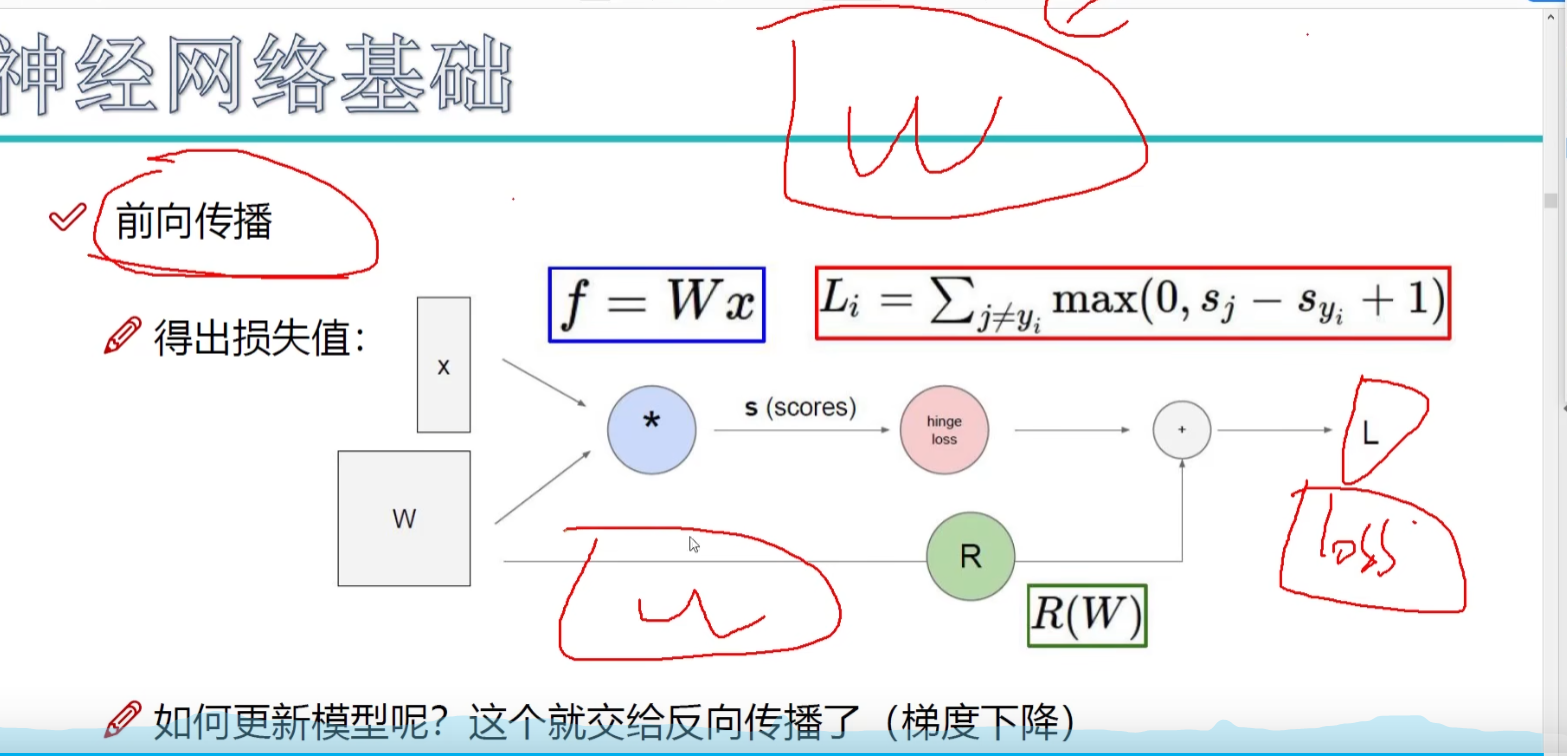 神经网络基础
W
前向传播
f = Wx
L_i = ∑_{j≠y_i} max(0, s_j − s_{y_i} + 1)
得出损失值：
x
*
s (scores)
hinge
loss
+
L
W
loss
R
W
R(W)
如何更新模型呢？这个就交给反向传播了（梯度下降）